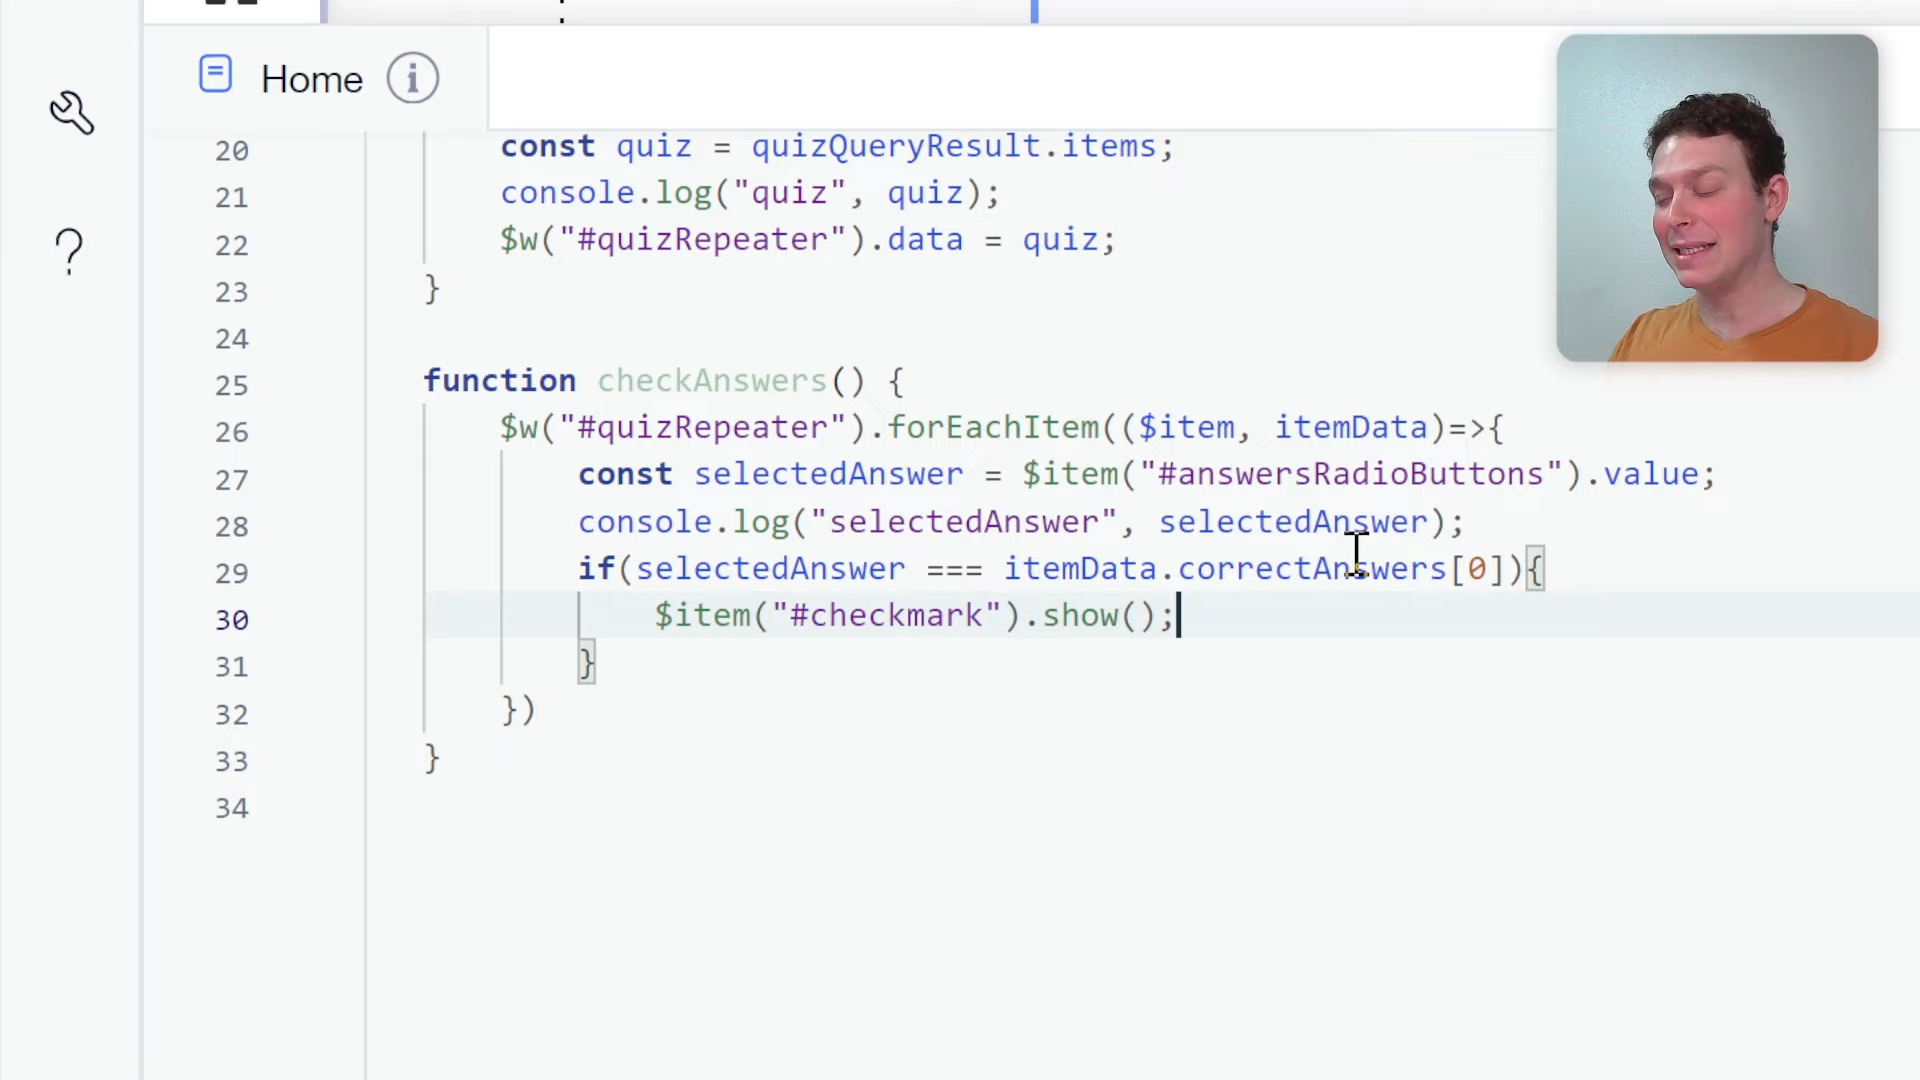 Home
20 const quiz = quizQueryResult.items;
21 console.log("quiz", quiz);
22 $w("#quizRepeater").data = quiz;
23 }
24
25 function checkAnswers() {
26 $w("#quizRepeater").forEachItem(($item, itemData)=>{
27 const selectedAnswer = $item("#answersRadioButtons").value;
28 console.log("selectedAnswer", selectedAnswer);
29 if(selectedAnswer === itemData.correctAnswers[0]){
30 $item("#checkmark").show();
31 }
32 })
33 }
34